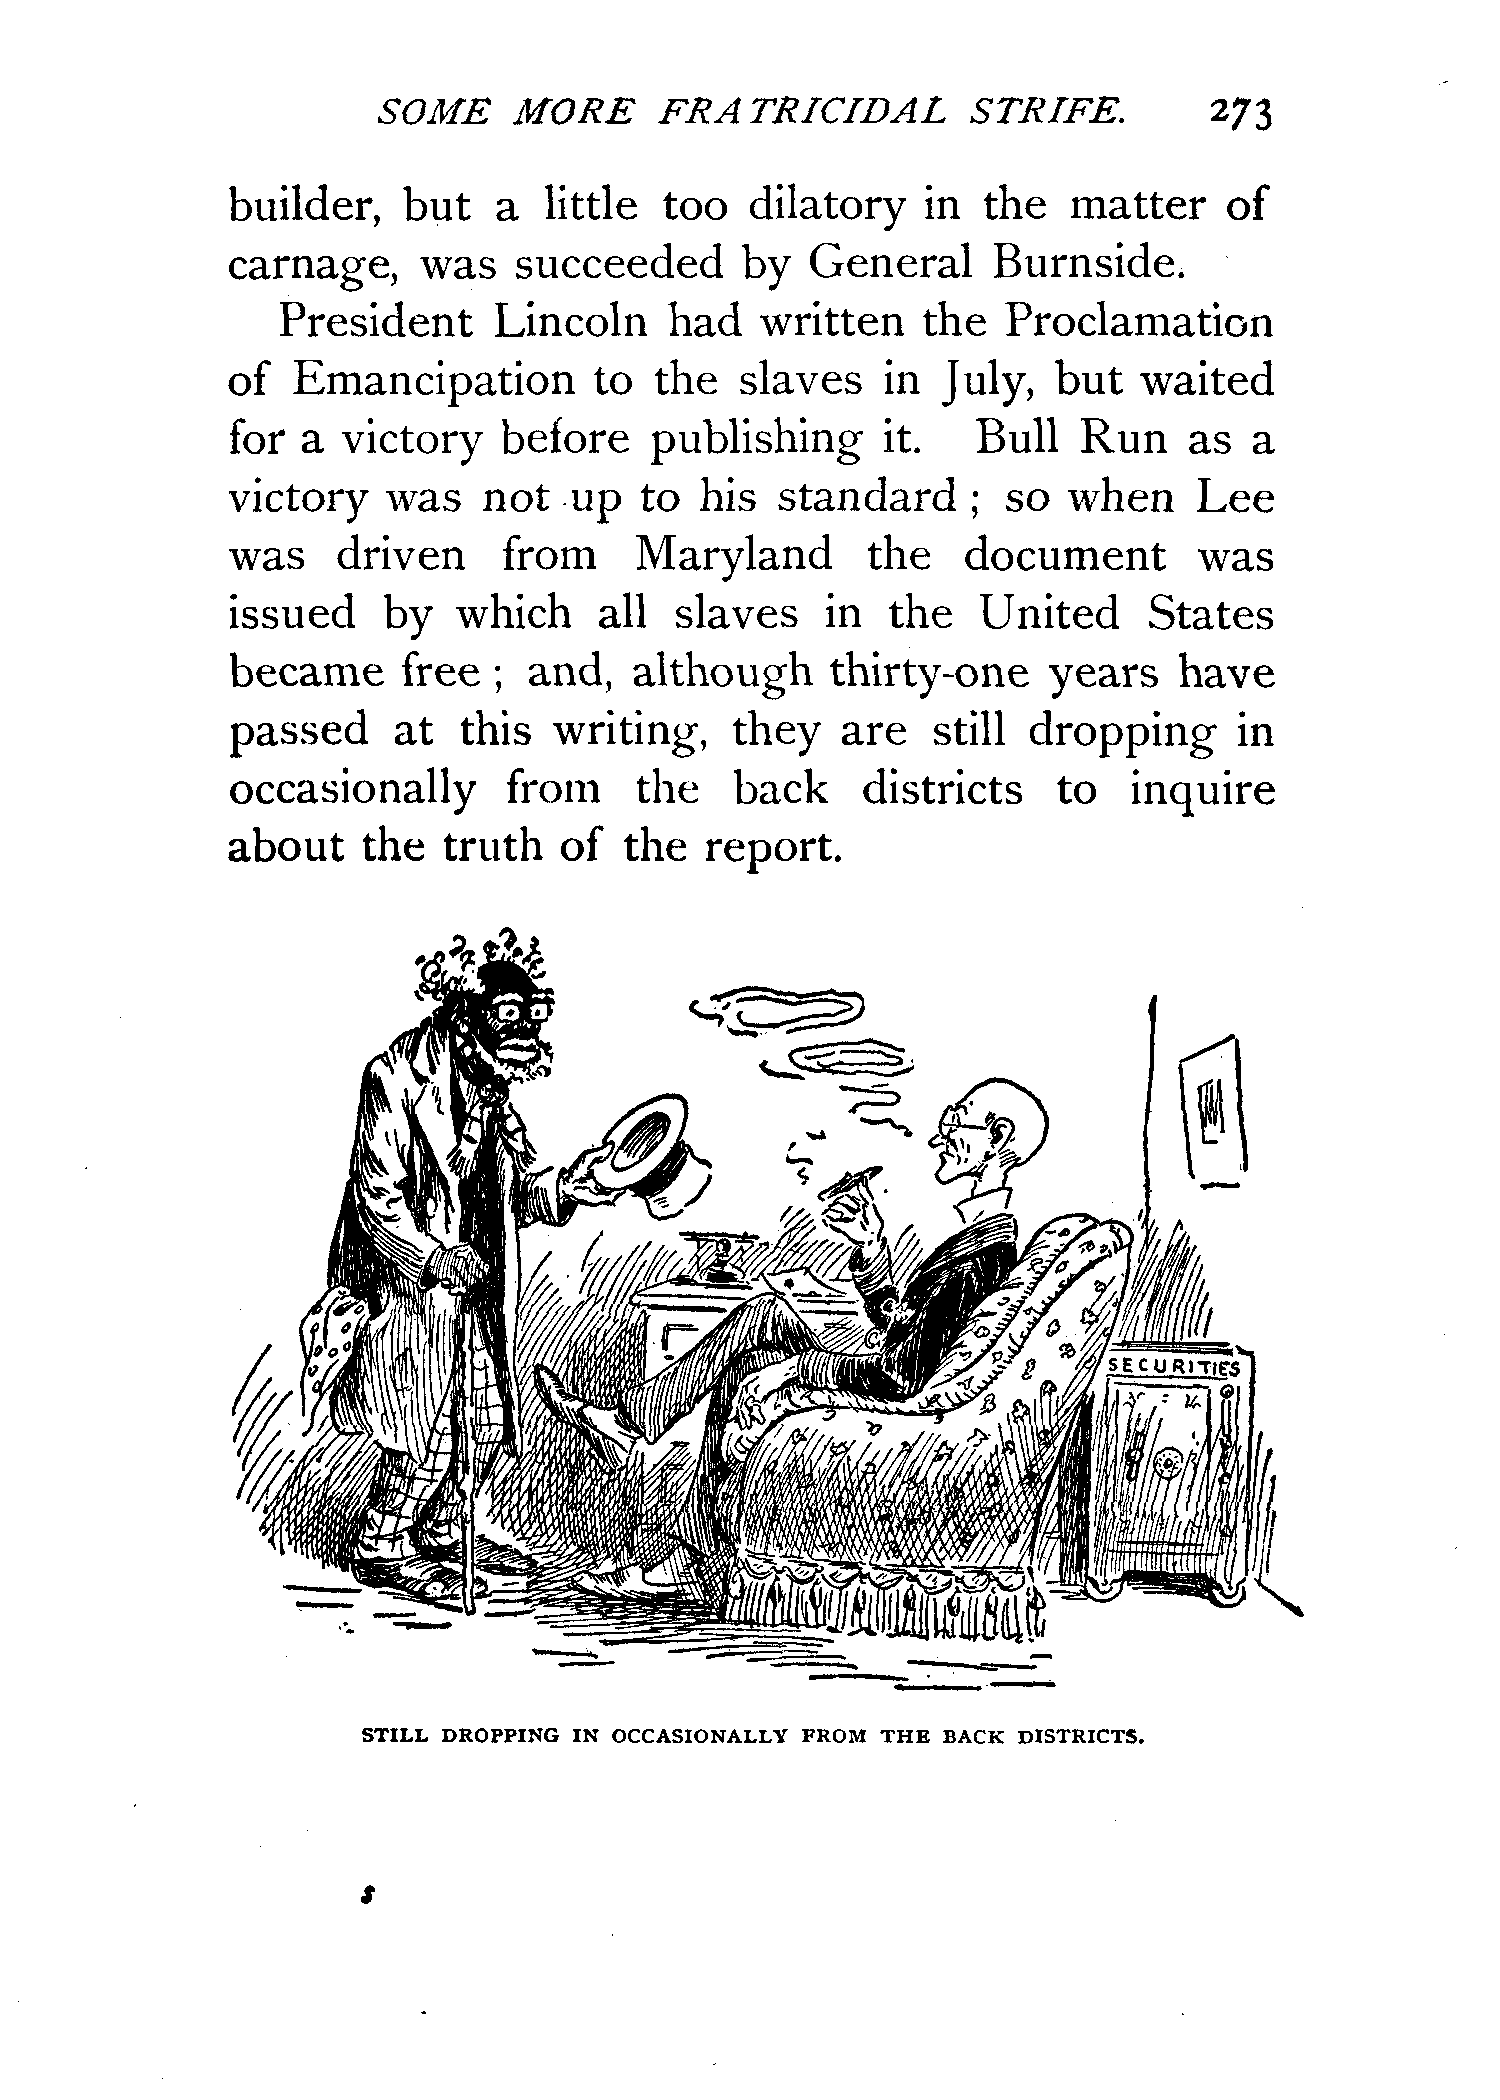 SOME MORE FRATRICIDAL STRIFE. 273
builder, but a little too dilatory in the matter of
carnage, was succeeded by General Burnside.
President Lincoln had written the Proclamation
of Emancipation to the slaves in July, but waited
for a victory before publishing it. Bull Run as a
victory was not up to his standard ; so when Lee
was driven from Maryland the document was
issued by which all slaves in the United States
became free ; and, although thirty-one years have
passed at this writing, they are still dropping in
occasionally from the back districts to inquire
about the truth of the report.
SECURITIES
STILL DROPPING IN OCCASIONALLY FROM THE BACK DISTRICTS.
s